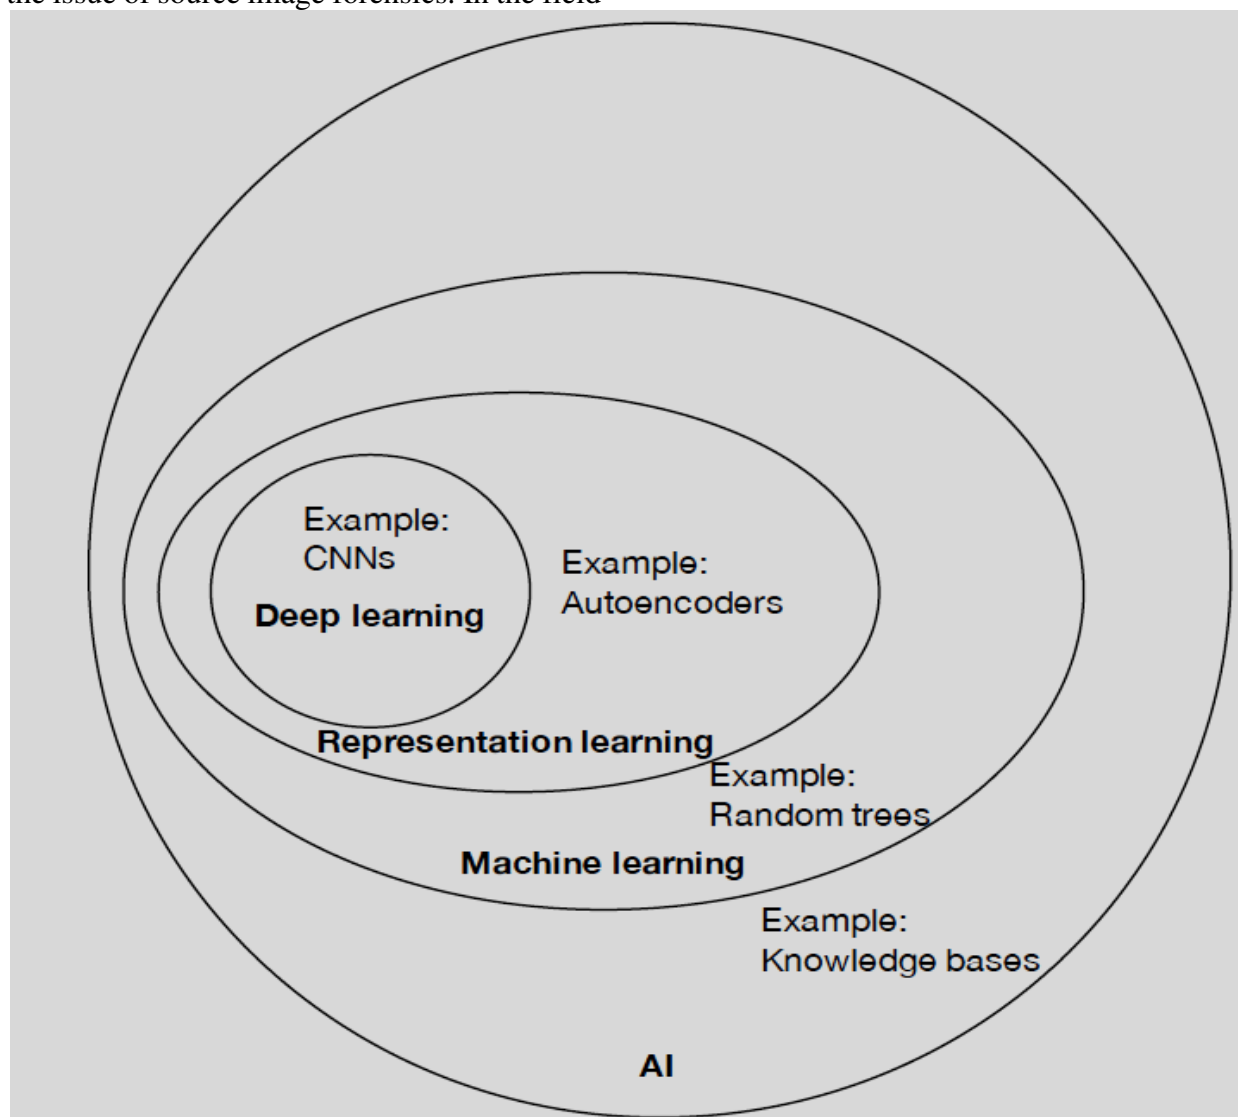 the issue of source image forensics. In the field
Example:
CNNs
Deep learning
Example:
Autoencoders
Representation learning
Example:
Random trees
Machine learning
Example:
Knowledge bases
AI